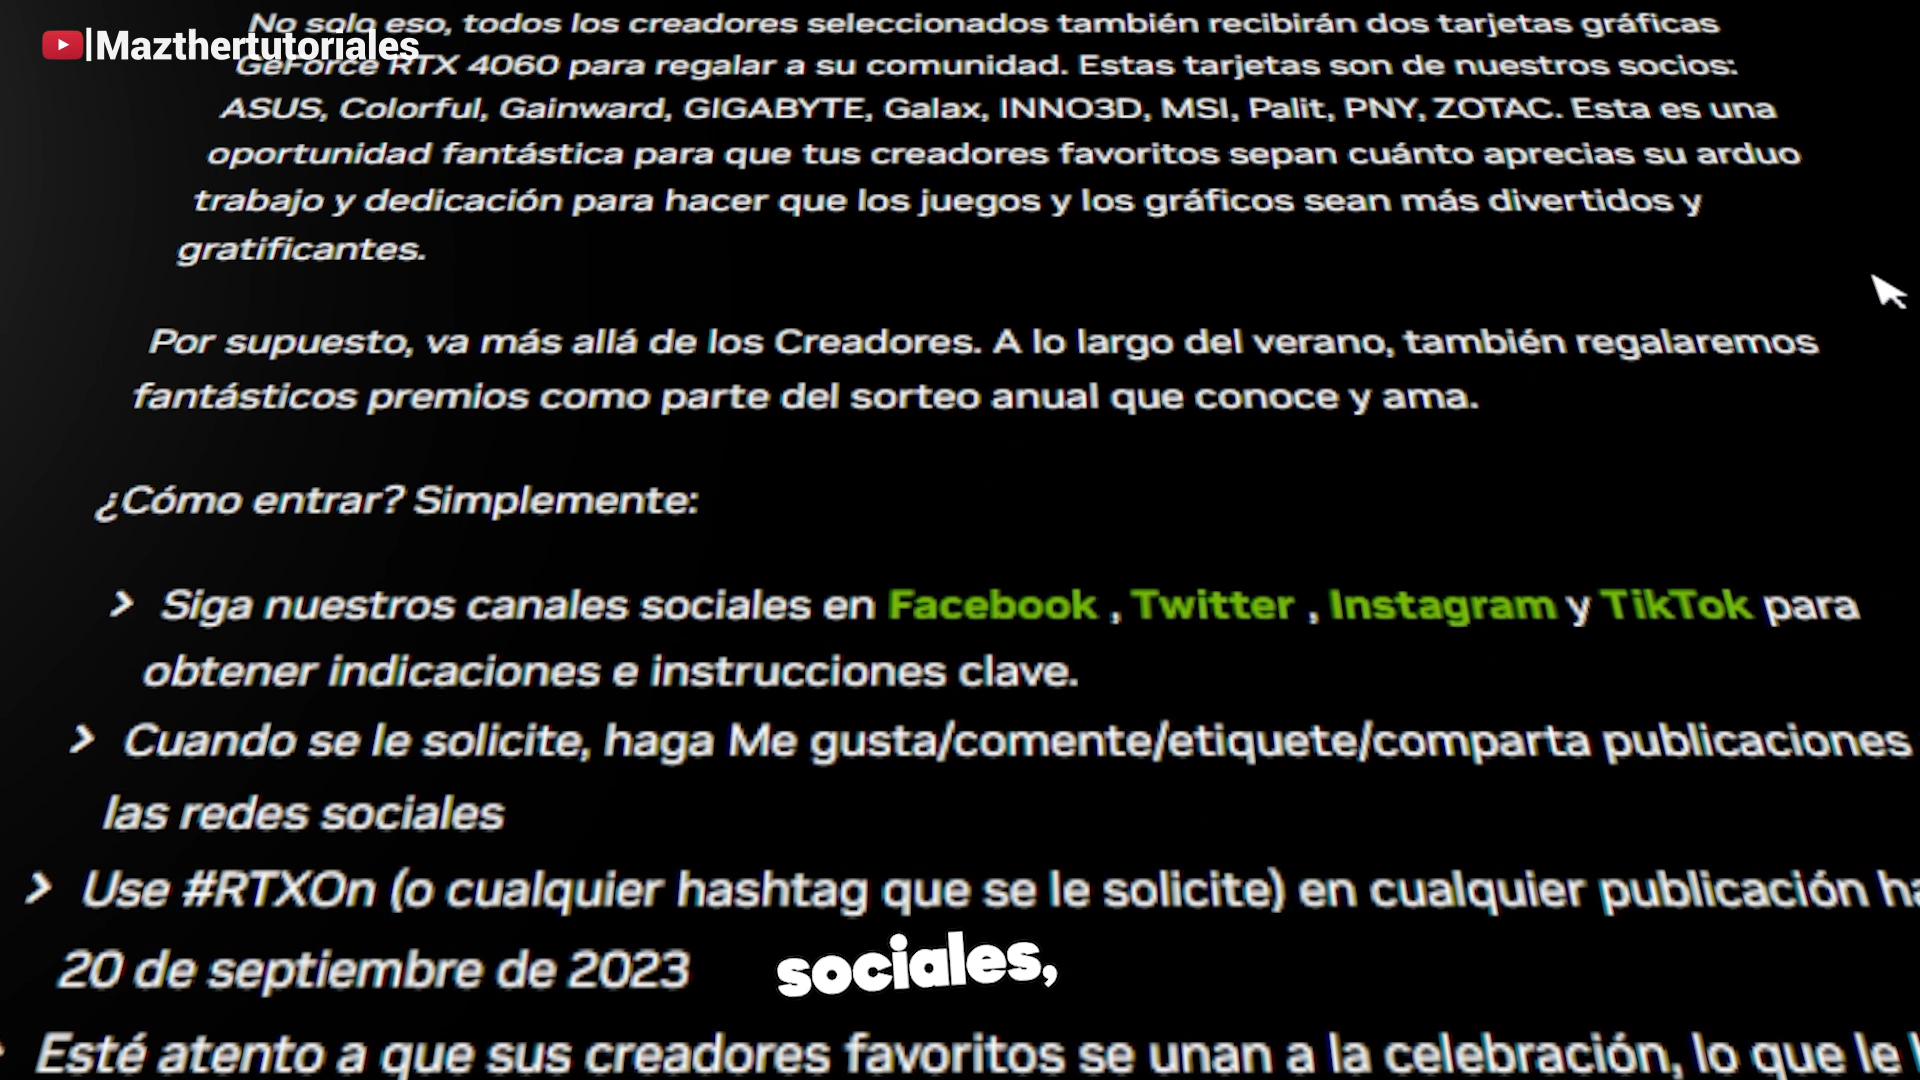 No solo eso, todos los creadores seleccionados también recibirán dos tarjetas gráficas
|Mazthertutoriales
GeForce RTX 4060 para regalar a su comunidad. Estas tarjetas son de nuestros socios:
ASUS, Colorful, Gainward, GIGABYTE, Galax, INNO3D, MSI, Palit, PNY, ZOTAC. Esta es una
oportunidad fantástica para que tus creadores favoritos sepan cuánto aprecias su arduo
trabajo y dedicación para hacer que los juegos y los gráficos sean más divertidos y
gratificantes.
Por supuesto, va más allá de los Creadores. A lo largo del verano, también regalaremos
fantásticos premios como parte del sorteo anual que conoce y ama.
¿Cómo entrar? Simplemente:
> Siga nuestros canales sociales en Facebook , Twitter , Instagram y TikTok para
obtener indicaciones e instrucciones clave.
> Cuando se le solicite, haga Me gusta/comente/etiquete/comparta publicaciones
las redes sociales
> Use #RTXOn (o cualquier hashtag que se le solicite) en cualquier publicación
20 de septiembre de 2023
sociales,
Esté atento a que sus creadores favoritos se unan a la celebración, lo que le